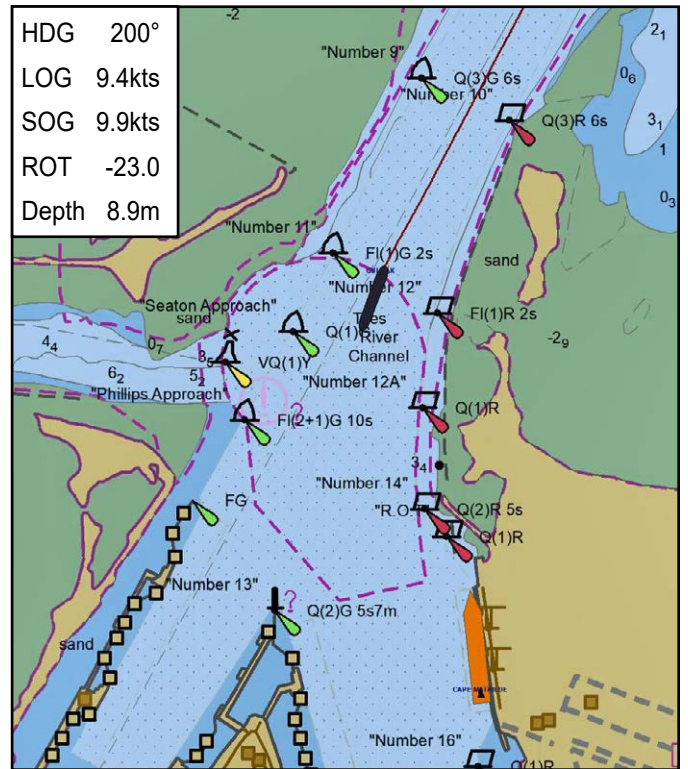 HDG 200°
LOG 9.4kts
SOG 9.9kts
ROT -23.0
Depth 8.9m
-2
2₁
"Number 9"
Q(3)G 6s
0₆
"Number 10"
Q(3)R 6s
3₁
1
0₃
"Number 11"
Fl(1)G 2s
sand
"Number 12"
"Seaton Approach"
sand
Fl(1)R 2s
Q(1)G
Tees
River
Channel
-2₉
4₄
0₇
3₅
VQ(1)Y
6₂
5₂
"Number 12A"
"Phillips Approach"
?
Q(1)R
Fl(2+1)G 10s
3₄
"Number 14"
FG
"R.O
Q(2)R 5s
Q(1)R
"Number 13"
?
Q(2)G 5s7m
sand
"Number 16"
Q(1)R